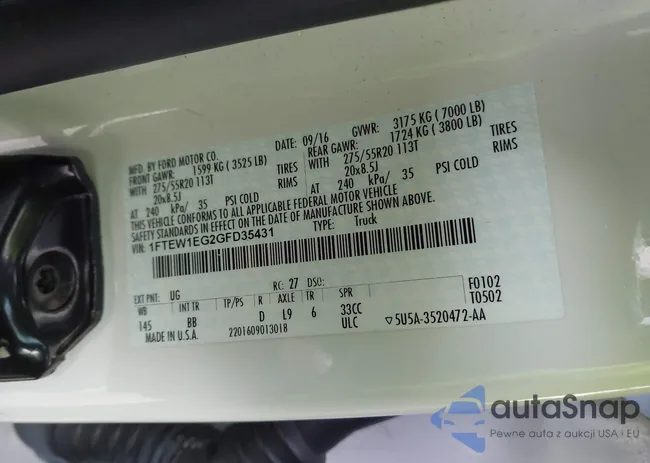 MFD. BY FORD MOTOR CO.
DATE: 09/16 GVWR: 3175 KG ( 7000 LB)
FRONT GAWR: 1599 KG ( 3525 LB)
REAR GAWR: 1724 KG ( 3800 LB)
WITH 275/55R20 113T TIRES
WITH 275/55R20 113T TIRES
20x8.5J RIMS
20x8.5J RIMS
AT 240 kPa/ 35 PSI COLD
AT 240 kPa/ 35 PSI COLD
THIS VEHICLE CONFORMS TO ALL APPLICABLE FEDERAL MOTOR VEHICLE
SAFETY STANDARDS IN EFFECT ON THE DATE OF MANUFACTURE SHOWN ABOVE
VIN: 1FTEW1EG2GFD35431 TYPE: Truck
EXT PNT: UG RC: 27 DSO: F0102
WB INT TR TP/PS R AXLE TR SPR T0502
145 BB D L9 6 33CC
MADE IN U.S.A. 2201609013018 ULC ▽5U5A-3520472-AA
autoSnap
Pewne auta z aukcji USA i EU